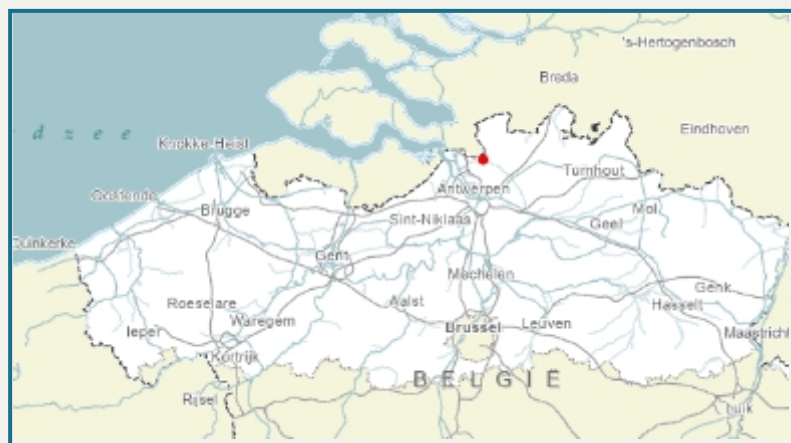 's-Hertogenbosch
Breda
d z e e
Eindhoven
Knokke-Heist
Turnhout
Antwerpen
Oostende
Brugge
Sint-Niklaas
Mol
Geel
Duinkerke
Gent
Mechelen
Genk
Roeselare
Aalst
Hasselt
Ieper
Waregem
Brussel
Leuven
Maastricht
Kortrijk
BELGIË
Rijsel
Luik